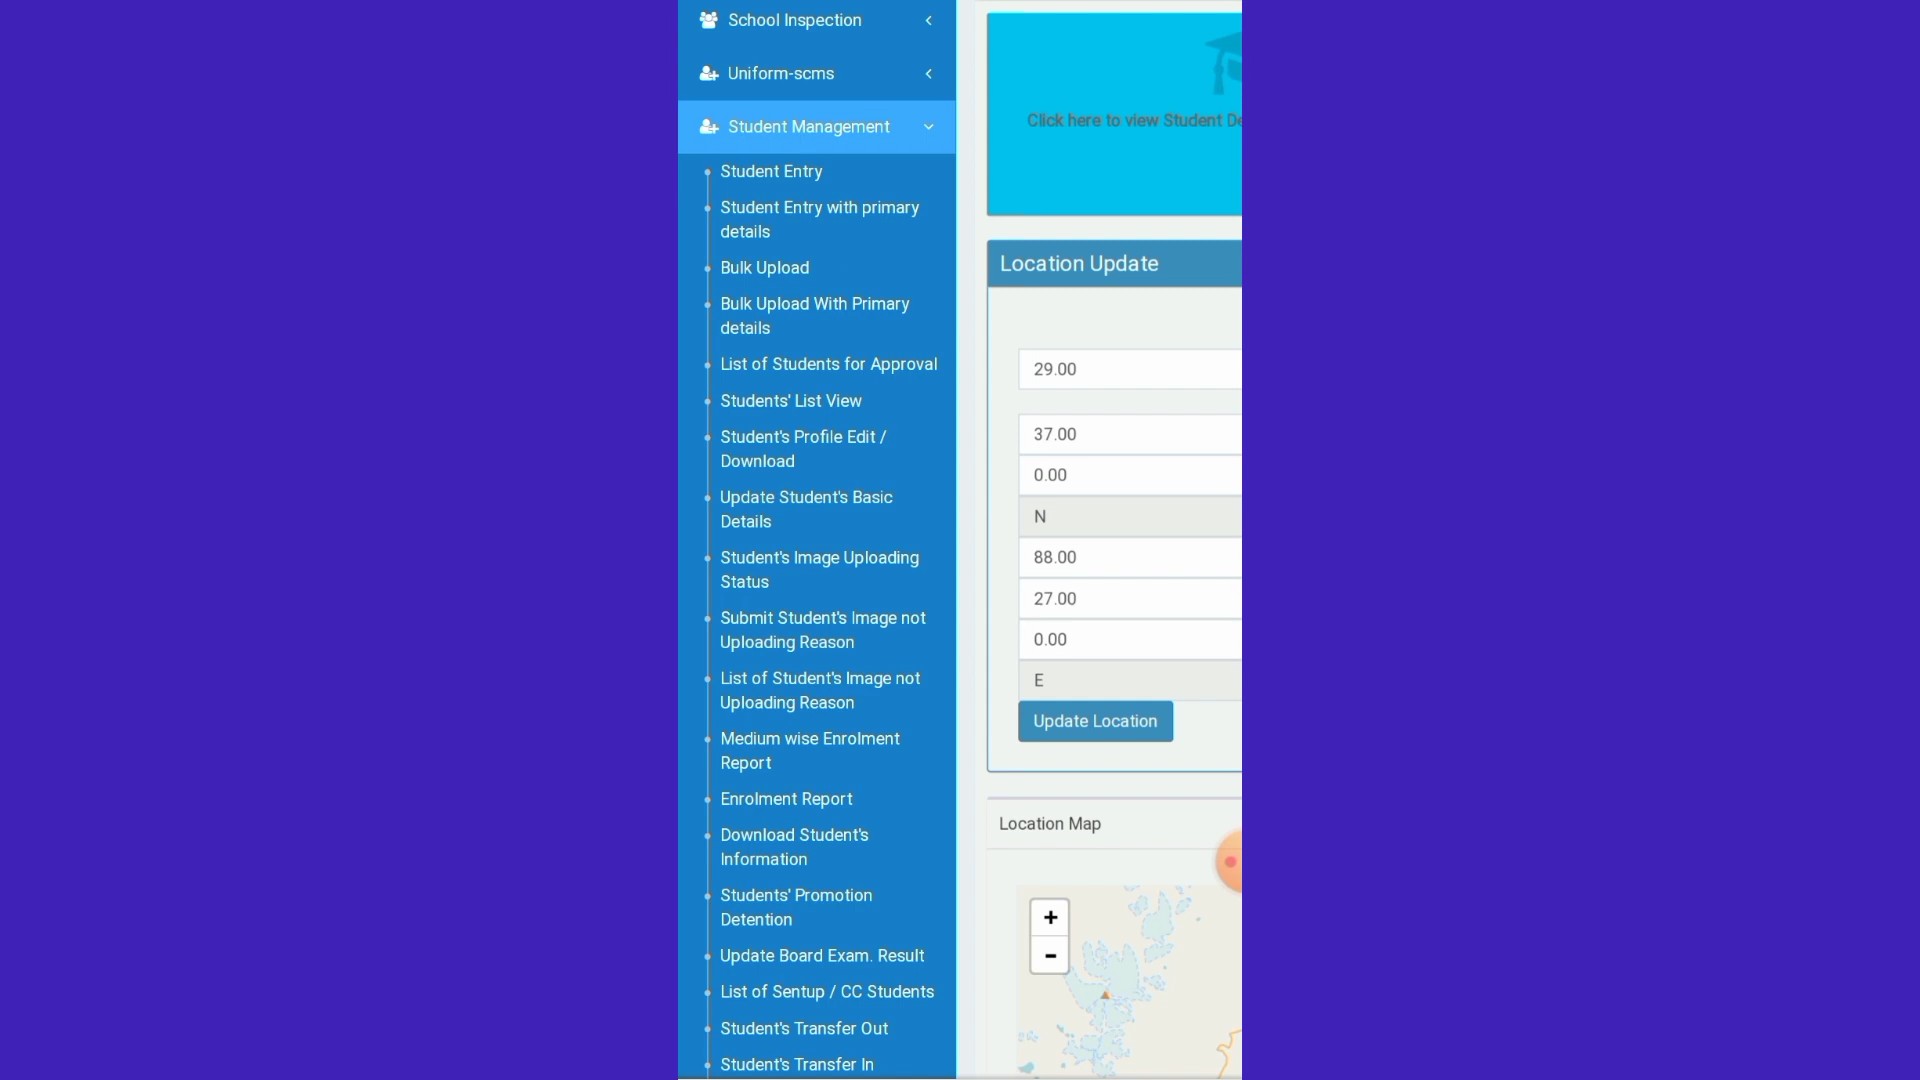 School Inspection
Uniform-scms
Student Management
Student Entry
Student Entry with primary
details
Bulk Upload
Bulk Upload With Primary
details
List of Students for Approval
Students' List View
Student's Profile Edit /
Download
Update Student's Basic
Details
Student's Image Uploading
Status
Submit Student's Image not
Uploading Reason
List of Student's Image not
Uploading Reason
Medium wise Enrolment
Report
Enrolment Report
Download Student's
Information
Students' Promotion
Detention
Update Board Exam. Result
List of Sentup / CC Students
Student's Transfer Out
Student's Transfer In
Click here to view Student De
Location Update
29.00
37.00
0.00
N
88.00
27.00
0.00
E
Update Location
Location Map
+
-